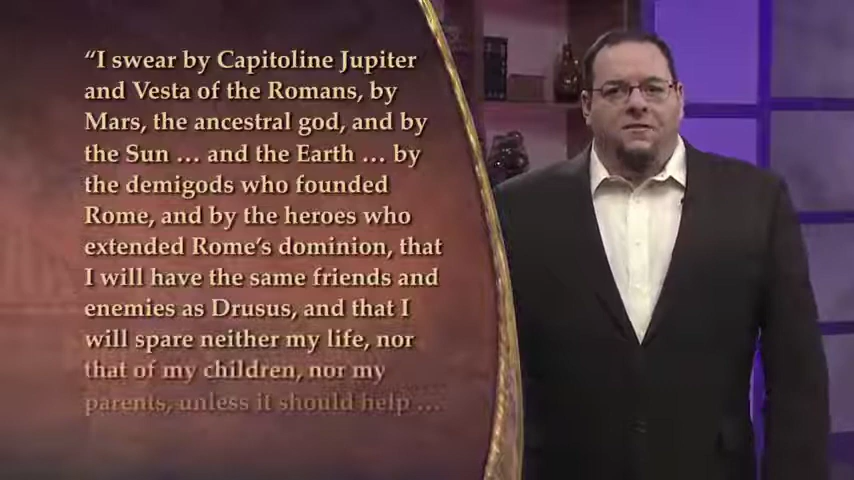 “I swear by Capitoline Jupiter
and Vesta of the Romans, by
Mars, the ancestral god, and by
the Sun … and the Earth … by
the demigods who founded
Rome, and by the heroes who
extended Rome’s dominion, that
I will have the same friends and
enemies as Drusus, and that I
will spare neither my life, nor
that of my children, nor my
parents, unless it should help …